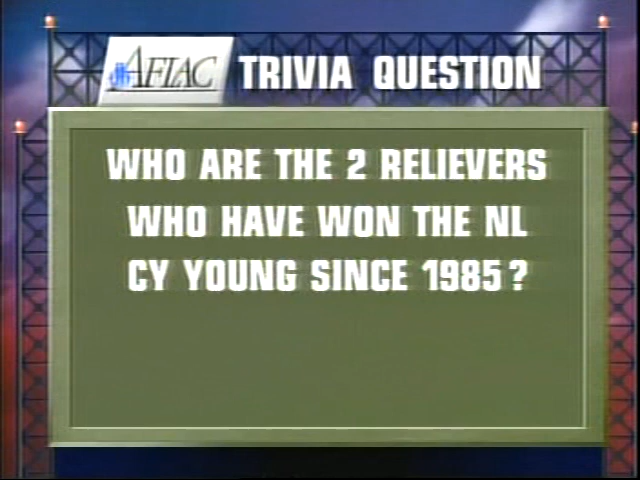 AFLAC TRIVIA QUESTION
WHO ARE THE 2 RELIEVERS
WHO HAVE WON THE NL
CY YOUNG SINCE 1985?